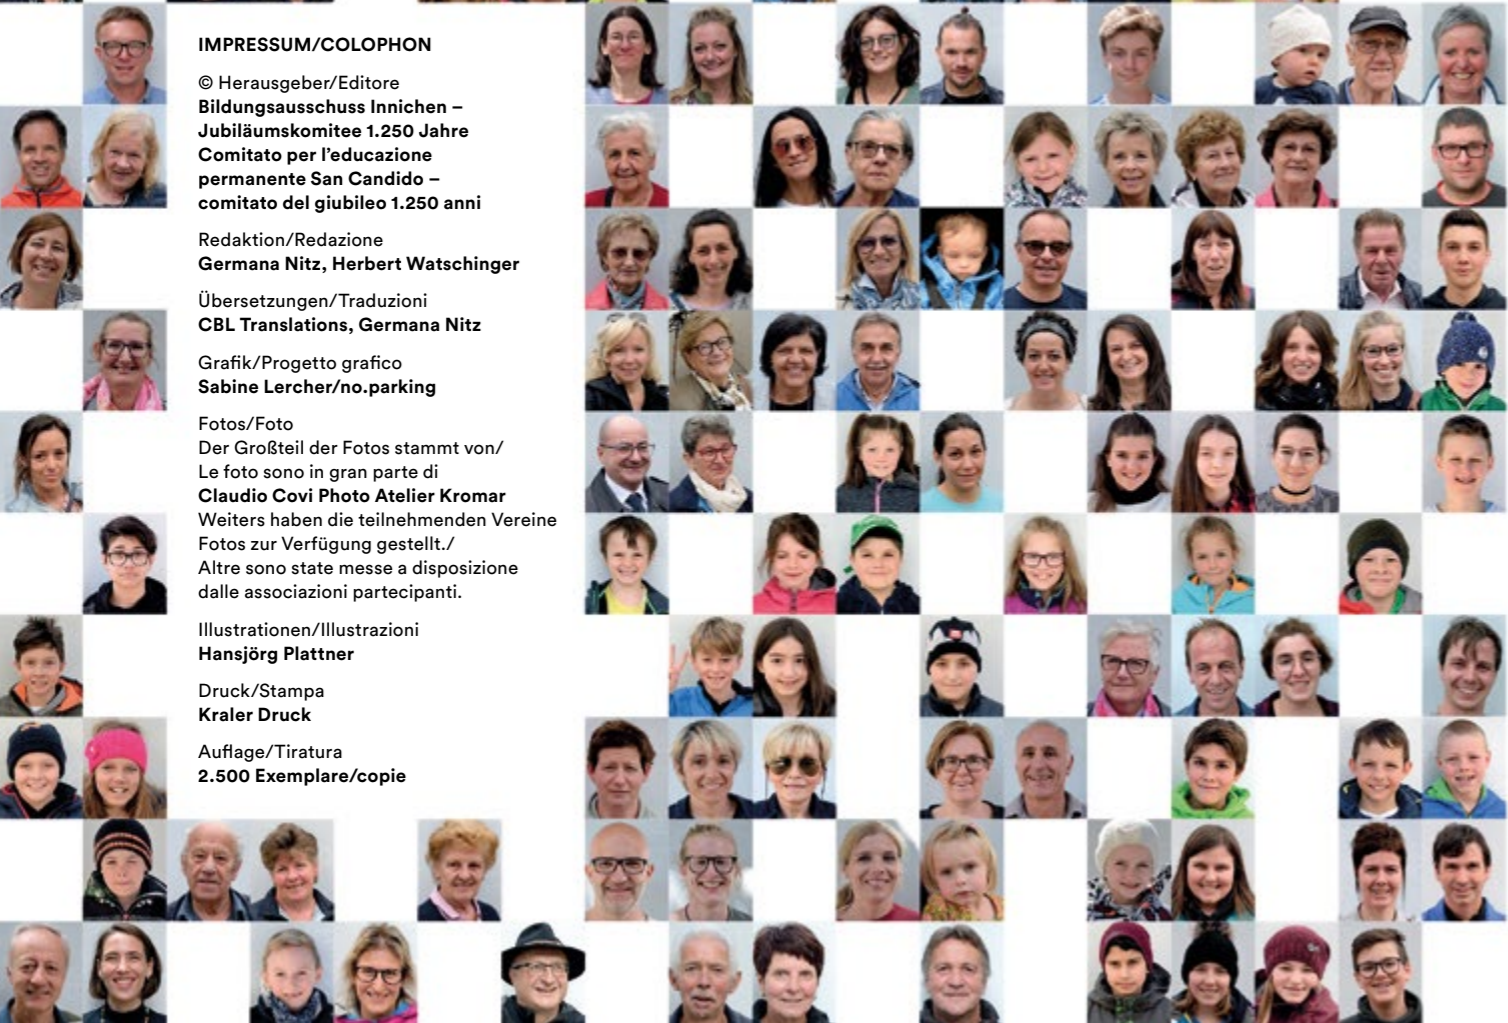 IMPRESSUM/COLOPHON
© Herausgeber/Editore
Bildungsausschuss Innichen –
Jubiläumskomitee 1.250 Jahre
Comitato per l’educazione
permanente San Candido –
comitato del giubileo 1.250 anni
Redaktion/Redazione
Germana Nitz, Herbert Watschinger
Übersetzungen/Traduzioni
CBL Translations, Germana Nitz
Grafik/Progetto grafico
Sabine Lercher/no.parking
Fotos/Foto
Der Großteil der Fotos stammt von/
Le foto sono in gran parte di
Claudio Covi Photo Atelier Kromar
Weiters haben die teilnehmenden Vereine
Fotos zur Verfügung gestellt./
Altre sono state messe a disposizione
dalle associazioni partecipanti.
Illustrationen/Illustrazioni
Hansjörg Plattner
Druck/Stampa
Kraler Druck
Auflage/Tiratura
2.500 Exemplare/copie